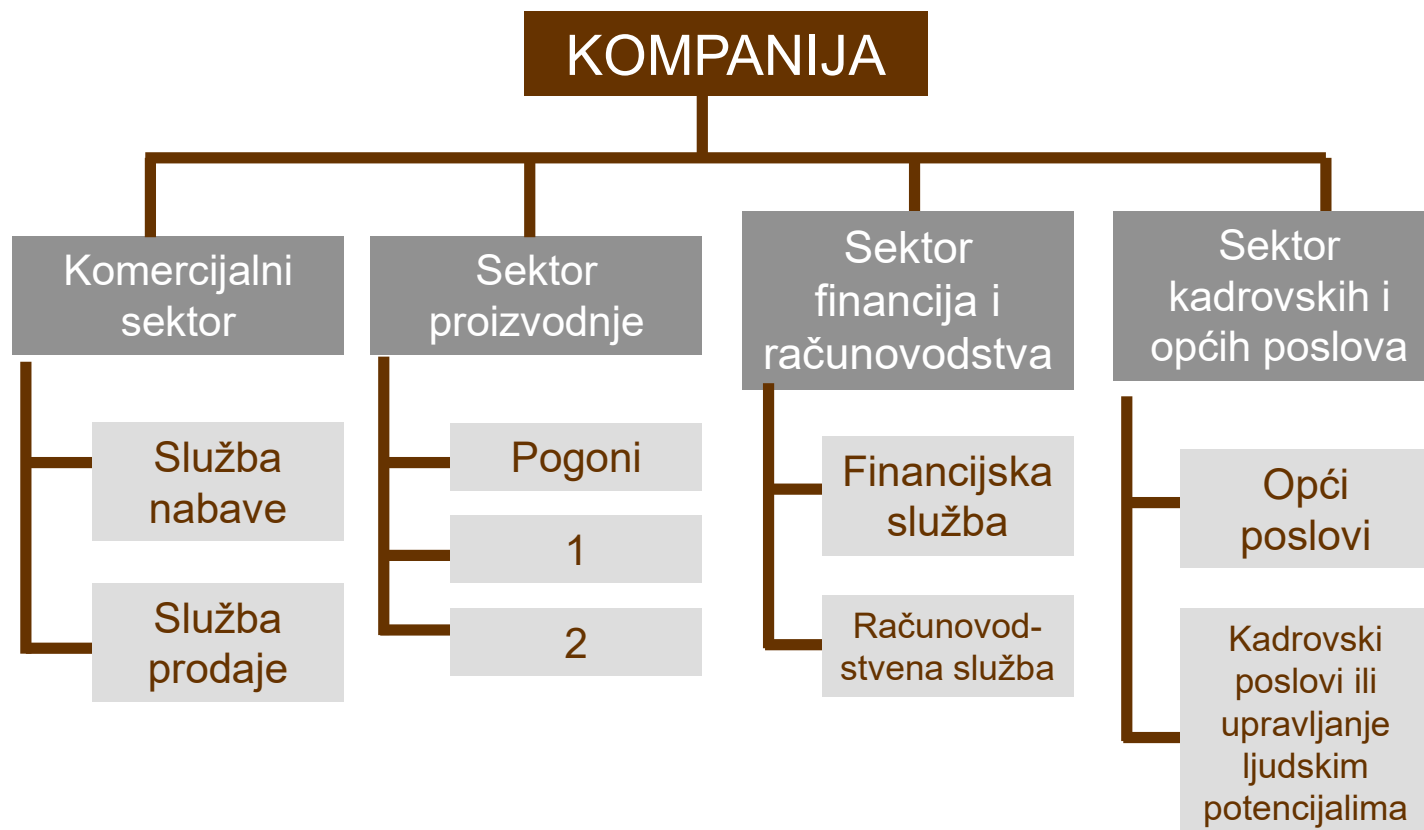 KOMPANIJA
Komercijalni
sektor
Služba
nabave
Služba
prodaje
Sektor
proizvodnje
Pogoni
1
2
Sektor
financija i
računovodstva
Financijska
služba
Računovod-
stvena služba
Sektor
kadrovskih i
općih poslova
Opći
poslovi
Kadrovski
poslovi ili
upravljanje
ljudskim
potencijalima